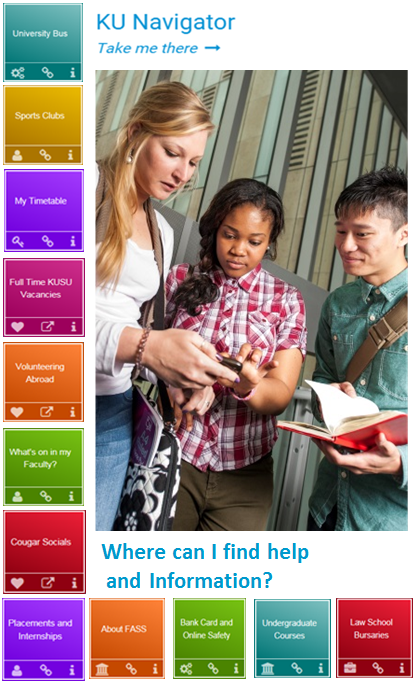 KU Navigator
Take me there →
University Bus
Sports Clubs
My Timetable
Full Time KUSU
Vacancies
Volunteering
Abroad
What's on in my
Faculty?
Cougar Socials
Where can I find help
and Information?
Placements and
Internships
About FASS
Bank Card and
Online Safety
Undergraduate
Courses
Law School
Bursaries